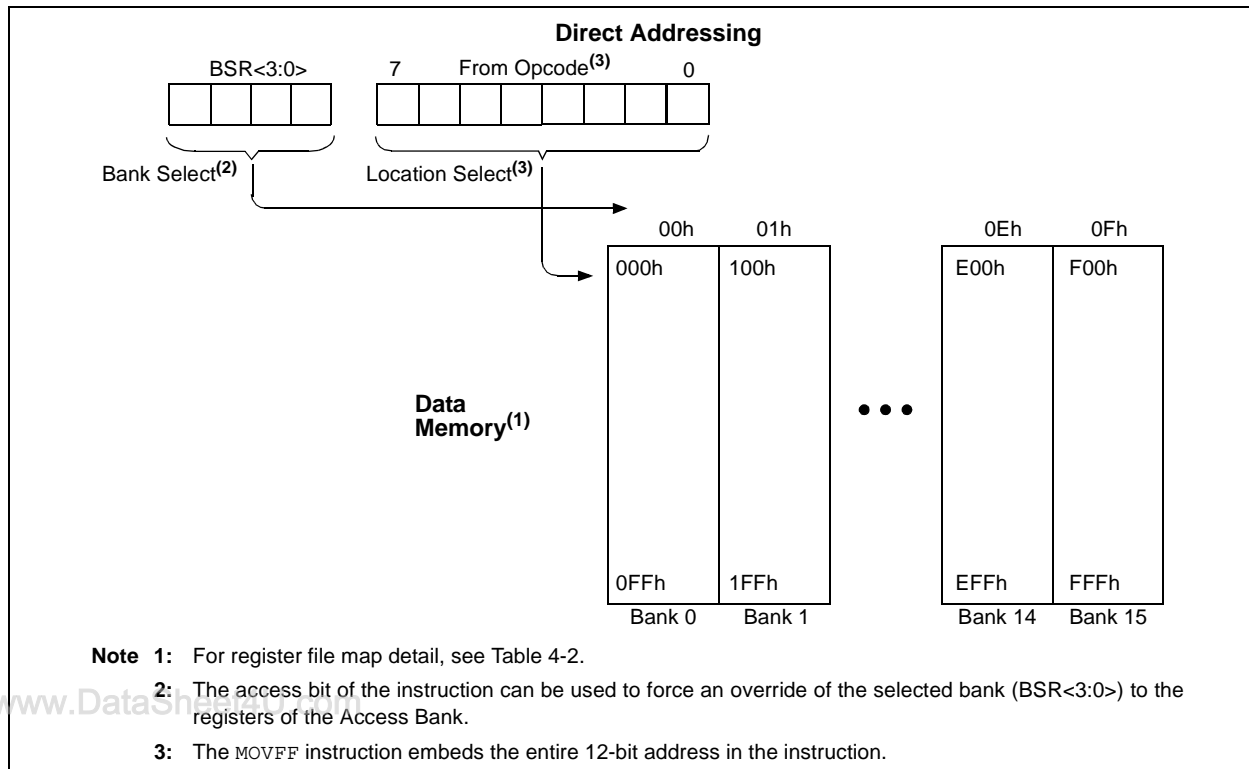 Direct Addressing
BSR<3:0> 7 From Opcode(3) 0
Bank Select(2) Location Select(3)
00h 01h 0Eh 0Fh
000h 100h E00h F00h
Data
Memory(1)
0FFh 1FFh EFFh FFFh
Bank 0 Bank 1 Bank 14 Bank 15
Note 1: For register file map detail, see Table 4-2.
2: The access bit of the instruction can be used to force an override of the selected bank (BSR<3:0>) to the
registers of the Access Bank.
www.DataSheet4U.com
3: The MOVFF instruction embeds the entire 12-bit address in the instruction.